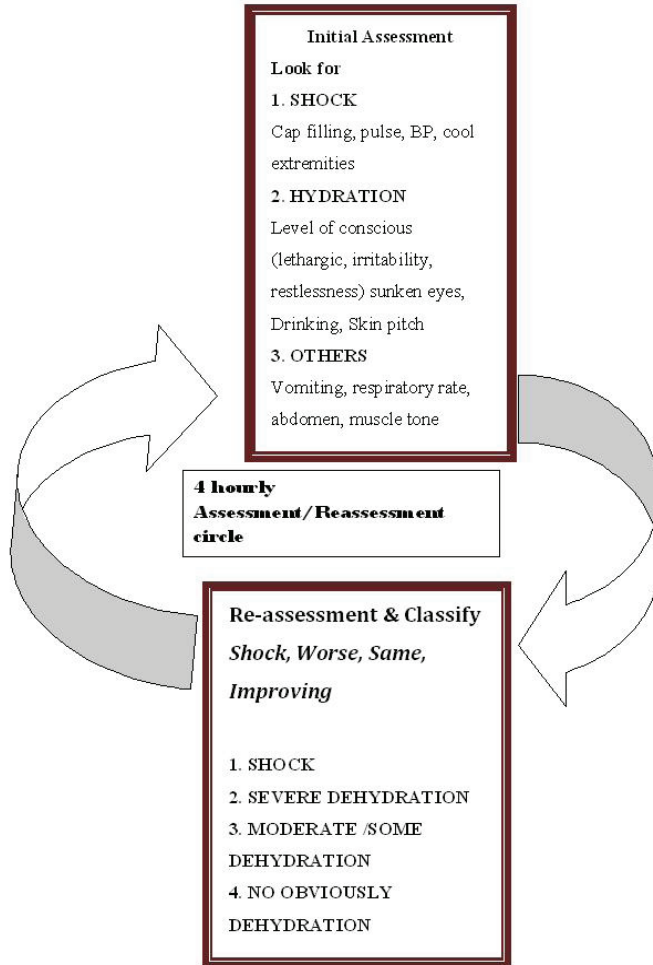 Initial Assessment
Look for
1. SHOCK
Cap filling, pulse, BP, cool
extremities
2. HYDRATION
Level of conscious
(lethargic, irritability,
restlessness) sunken eyes,
Drinking, Skin pitch
3. OTHERS
Vomiting, respiratory rate,
abdomen, muscle tone
4 hourly
Assessment/Reassessment
circle
Re-assessment & Classify
Shock, Worse, Same,
Improving
1. SHOCK
2. SEVERE DEHYDRATION
3. MODERATE /SOME
DEHYDRATION
4. NO OBVIOUSLY
DEHYDRATION